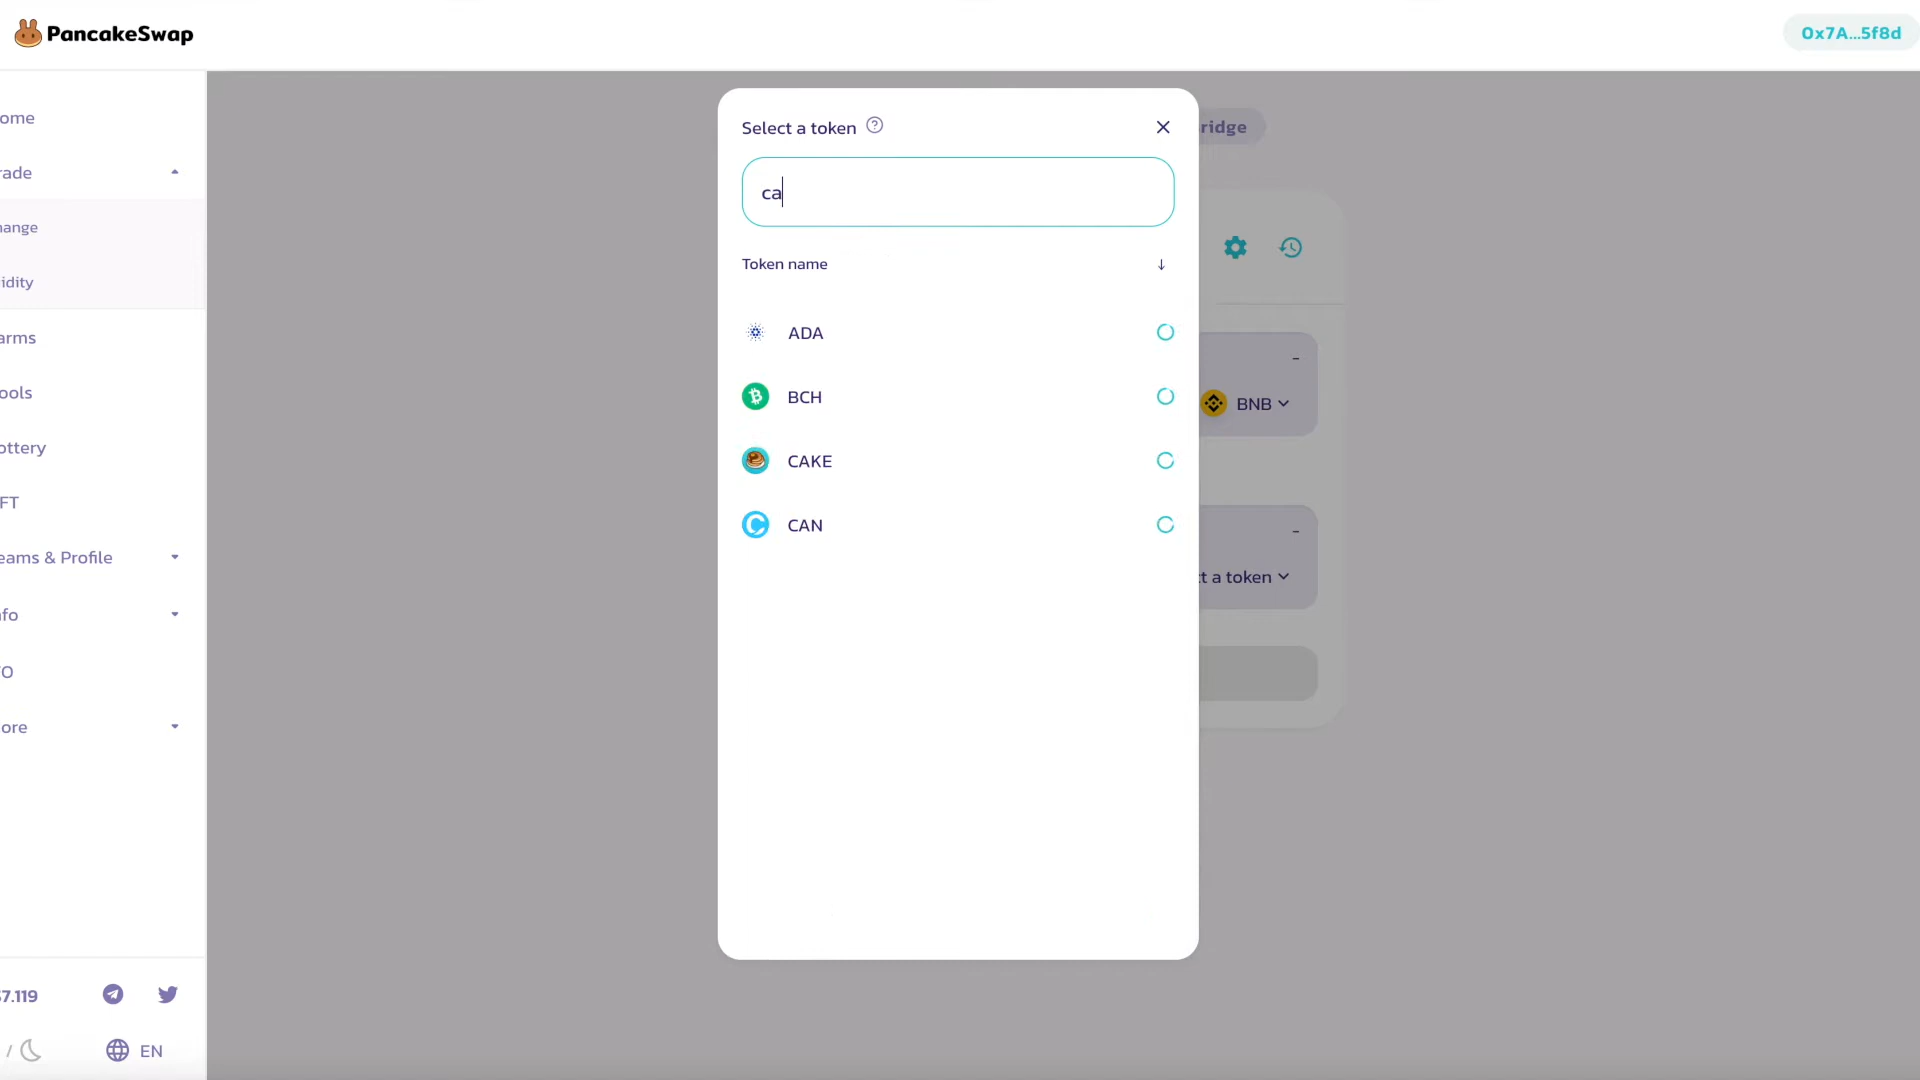 PancakeSwap
0x7A...5f8d
ome
rade
hange
idity
arms
ools
ottery
FT
eams & Profile
fo
O
ore
7.119
/
EN
Select a token
ca
Token name
ADA
BCH
CAKE
CAN
ridge
-
BNB
-
t a token